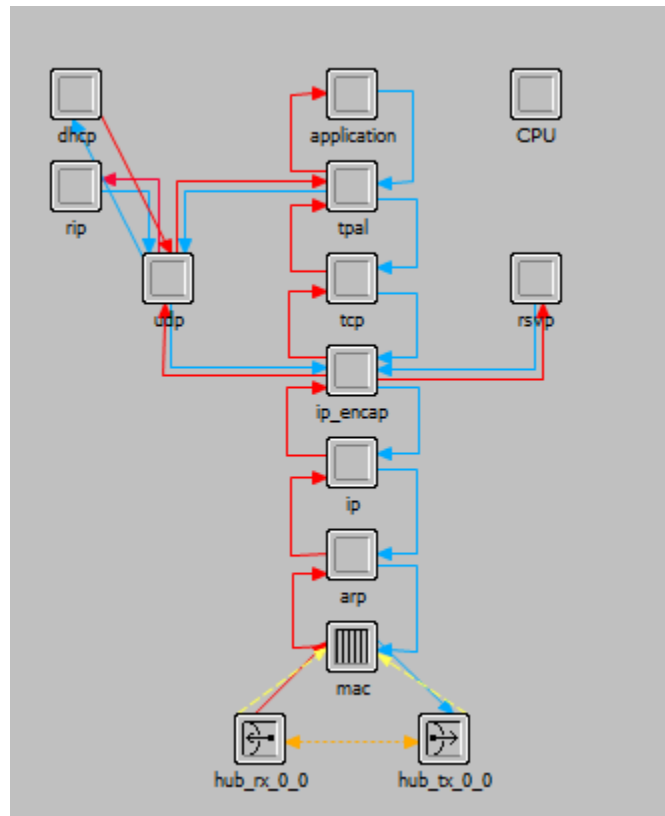 dhcp
application
CPU
rip
tpal
udp
tcp
rsvp
ip_encap
ip
arp
mac
hub_rx_0_0
hub_tx_0_0